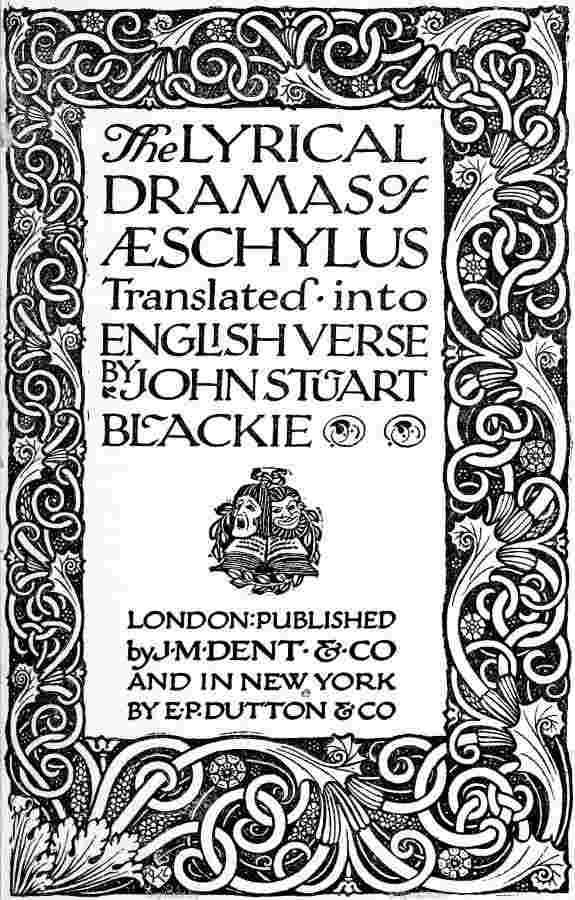 The LYRICAL
DRAMAS of
ÆSCHYLUS
Translated · into
ENGLISH VERSE
BY JOHN STUART
BLACKIE
LONDON: PUBLISHED
by J · M · DENT · & · CO
AND IN NEW YORK
BY E · P. DUTTON & CO